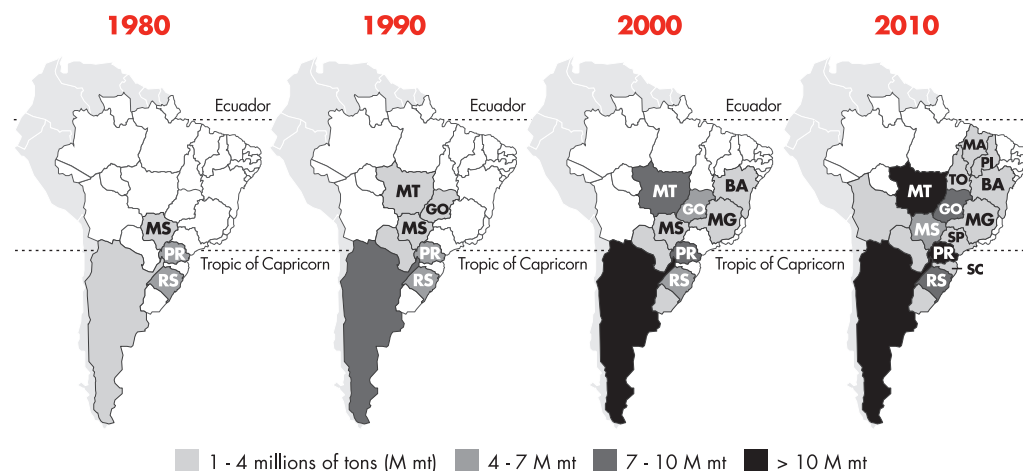 1980
1990
2000
2010
Ecuador
Ecuador
Ecuador
MS
PR
RS
Tropic of Capricorn
MT
GO
MS
PR
RS
Tropic of Capricorn
MT
BA
GO
MG
MS
PR
RS
Tropic of Capricorn
MA
PI
TO
MT
BA
GO
MG
MS
SP
PR
SC
RS
1 - 4 millions of tons (M mt)
4 - 7 M mt
7 - 10 M mt
> 10 M mt